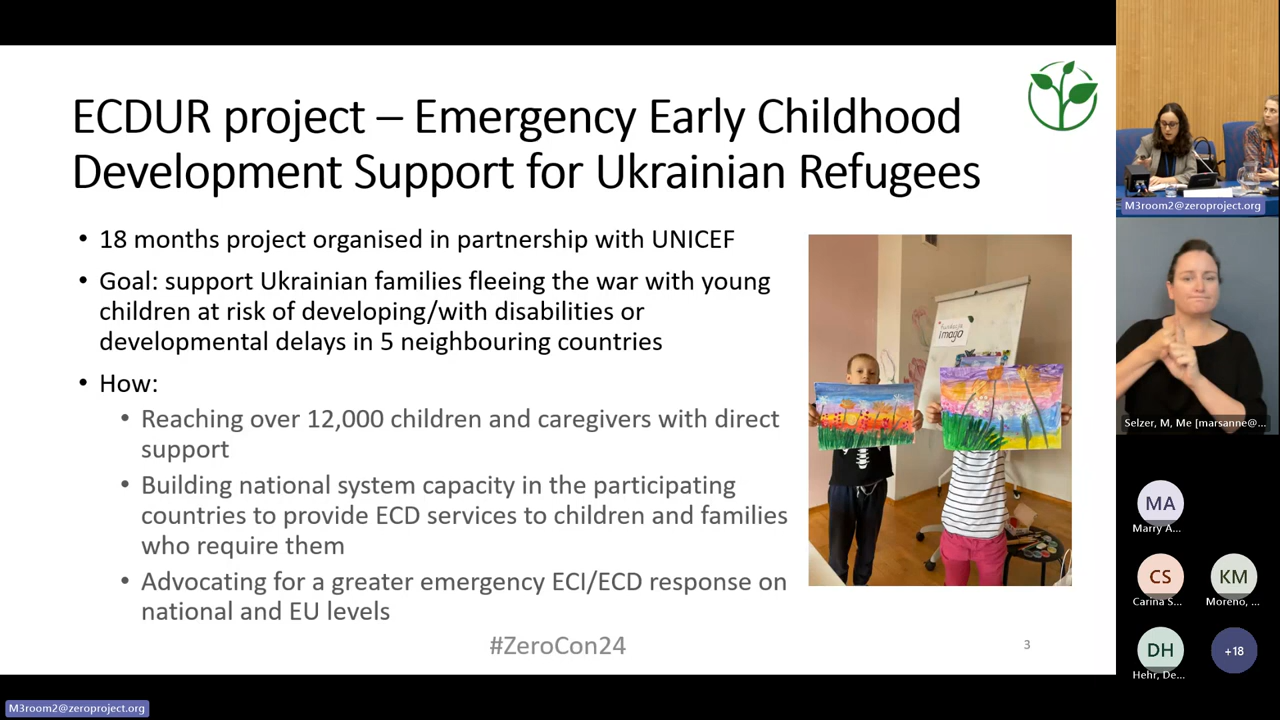 ECDUR project – Emergency Early Childhood
Development Support for Ukrainian Refugees
• 18 months project organised in partnership with UNICEF
• Goal: support Ukrainian families fleeing the war with young
children at risk of developing/with disabilities or
developmental delays in 5 neighbouring countries
• How:
• Reaching over 12,000 children and caregivers with direct
support
• Building national system capacity in the participating
countries to provide ECD services to children and families
who require them
• Advocating for a greater emergency ECI/ECD response on
national and EU levels
imago
#ZeroCon24
3
M3room2@zeroproject.org
Selzer, M, Me [marsanne@...
MA
Marry A...
CS
Carina S...
KM
Moreno, ...
DH
Hehr, De...
+18
M3room2@zeroproject.org